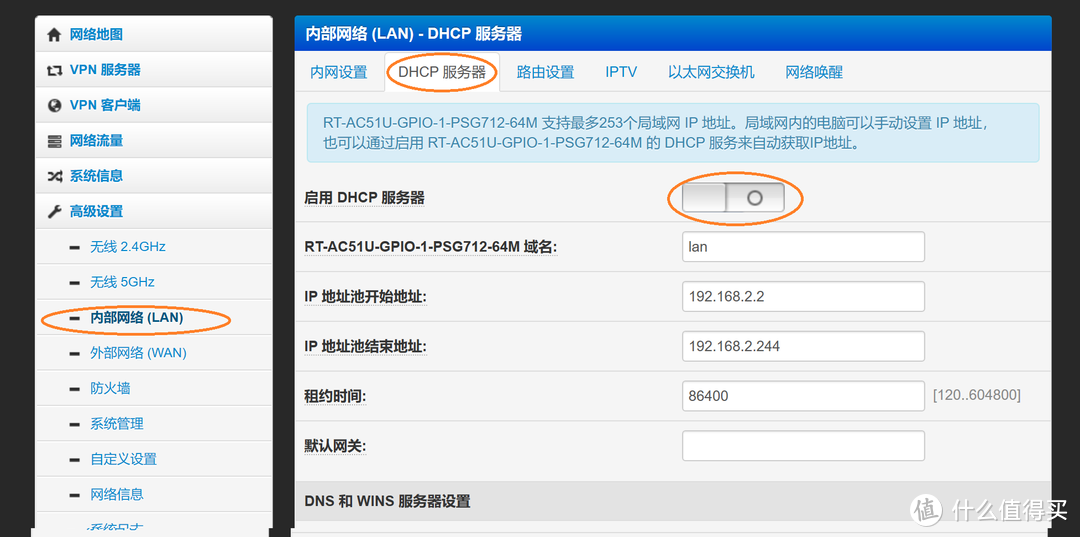 网络地图
VPN 服务器
VPN 客户端
网络流量
系统信息
高级设置
无线 2.4GHz
无线 5GHz
内部网络 (LAN)
外部网络 (WAN)
防火墙
系统管理
自定义设置
网络信息
系统日志
内部网络 (LAN) - DHCP 服务器
内网设置 DHCP 服务器 路由设置 IPTV 以太网交换机 网络唤醒
RT-AC51U-GPIO-1-PSG712-64M 支持最多253个局域网 IP 地址。局域网内的电脑可以手动设置 IP 地址,
也可以通过启用 RT-AC51U-GPIO-1-PSG712-64M 的 DHCP 服务来自动获取IP地址。
启用 DHCP 服务器
RT-AC51U-GPIO-1-PSG712-64M 域名: lan
IP 地址池开始地址: 192.168.2.2
IP 地址池结束地址: 192.168.2.244
租约时间: 86400 [120..604800]
默认网关:
DNS 和 WINS 服务器设置
值 什么值得买